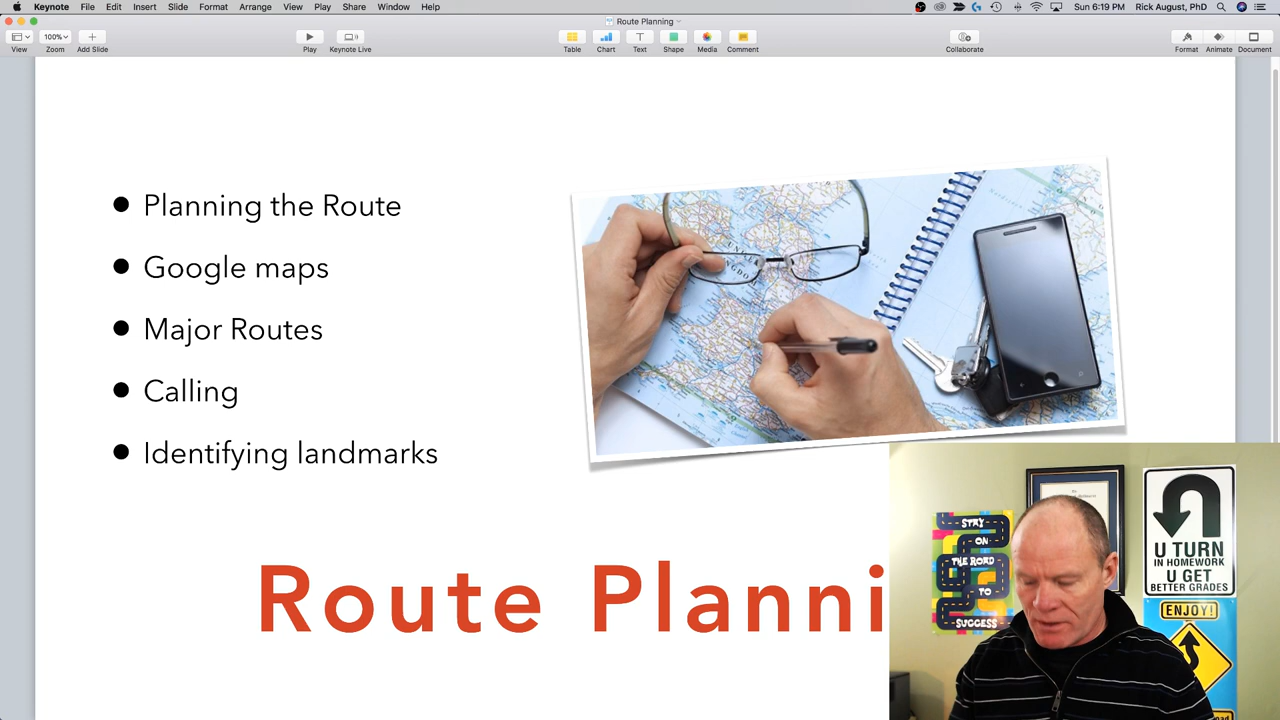 Keynote File Edit Insert Slide Format Arrange View Play Share Window Help Sun 6:19 PM Rick August, PhD
Route Planning
100%
View Zoom Add Slide Play Keynote Live Table Chart Text Shape Media Comment Collaborate Format Animate Document
Planning the Route
Google maps
Major Routes
Calling
Identifying landmarks
Route Planni
STAY
ON
THE ROAD
TO
SUCCESS
U TURN
IN HOMEWORK
U GET
BETTER GRADES
ENJOY!